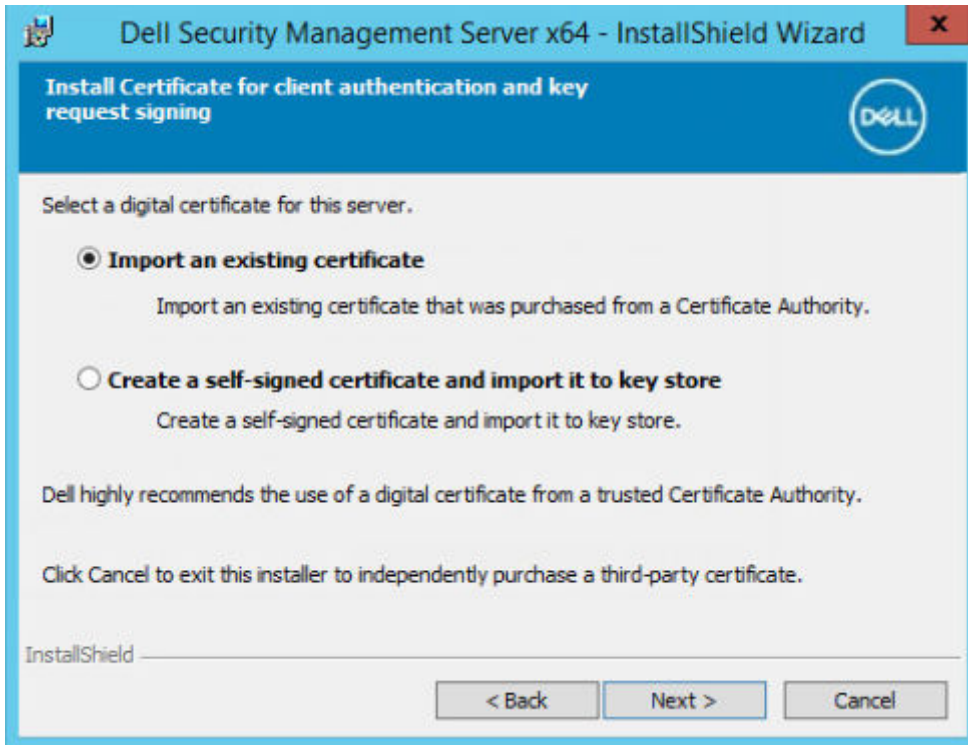 Dell Security Management Server x64 - InstallShield Wizard
x
Install Certificate for client authentication and key
request signing
DELL
Select a digital certificate for this server.
Import an existing certificate
Import an existing certificate that was purchased from a Certificate Authority.
Create a self-signed certificate and import it to key store
Create a self-signed certificate and import it to key store.
Dell highly recommends the use of a digital certificate from a trusted Certificate Authority.
Click Cancel to exit this installer to independently purchase a third-party certificate.
InstallShield
< Back Next > Cancel